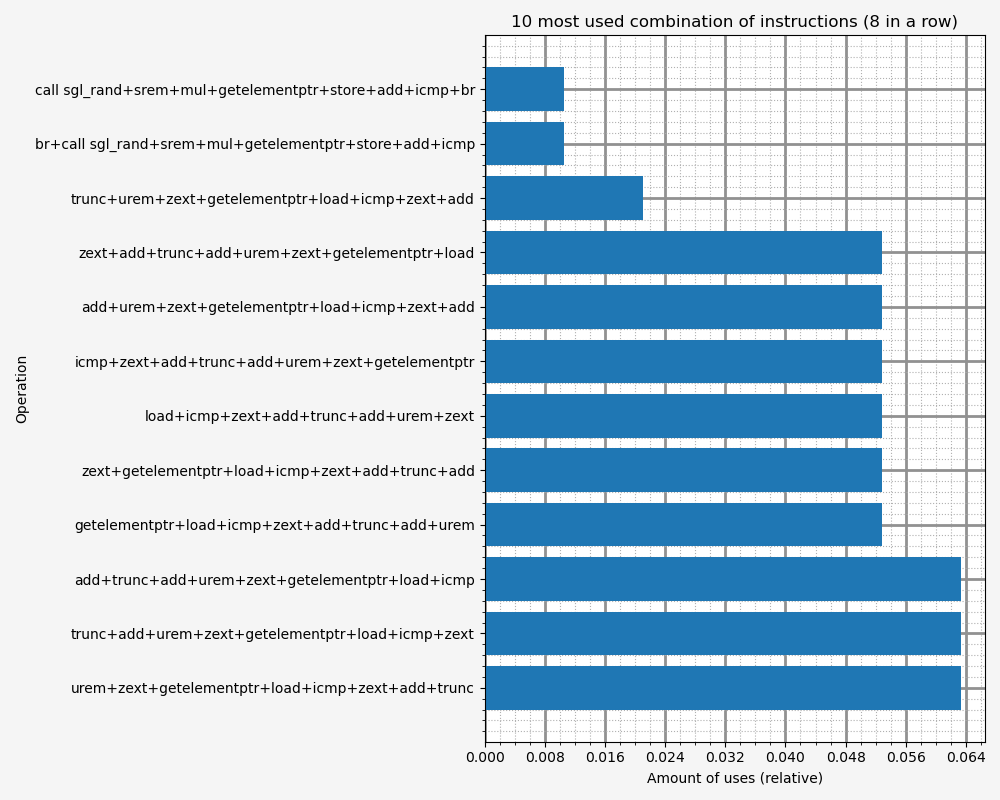 10 most used combination of instructions (8 in a row)
call sgl_rand+srem+mul+getelementptr+store+add+icmp+br
br+call sgl_rand+srem+mul+getelementptr+store+add+icmp
trunc+urem+zext+getelementptr+load+icmp+zext+add
zext+add+trunc+add+urem+zext+getelementptr+load
add+urem+zext+getelementptr+load+icmp+zext+add
icmp+zext+add+trunc+add+urem+zext+getelementptr
load+icmp+zext+add+trunc+add+urem+zext
zext+getelementptr+load+icmp+zext+add+trunc+add
getelementptr+load+icmp+zext+add+trunc+add+urem
add+trunc+add+urem+zext+getelementptr+load+icmp
trunc+add+urem+zext+getelementptr+load+icmp+zext
urem+zext+getelementptr+load+icmp+zext+add+trunc
Operation
0.000 0.008 0.016 0.024 0.032 0.040 0.048 0.056 0.064
Amount of uses (relative)